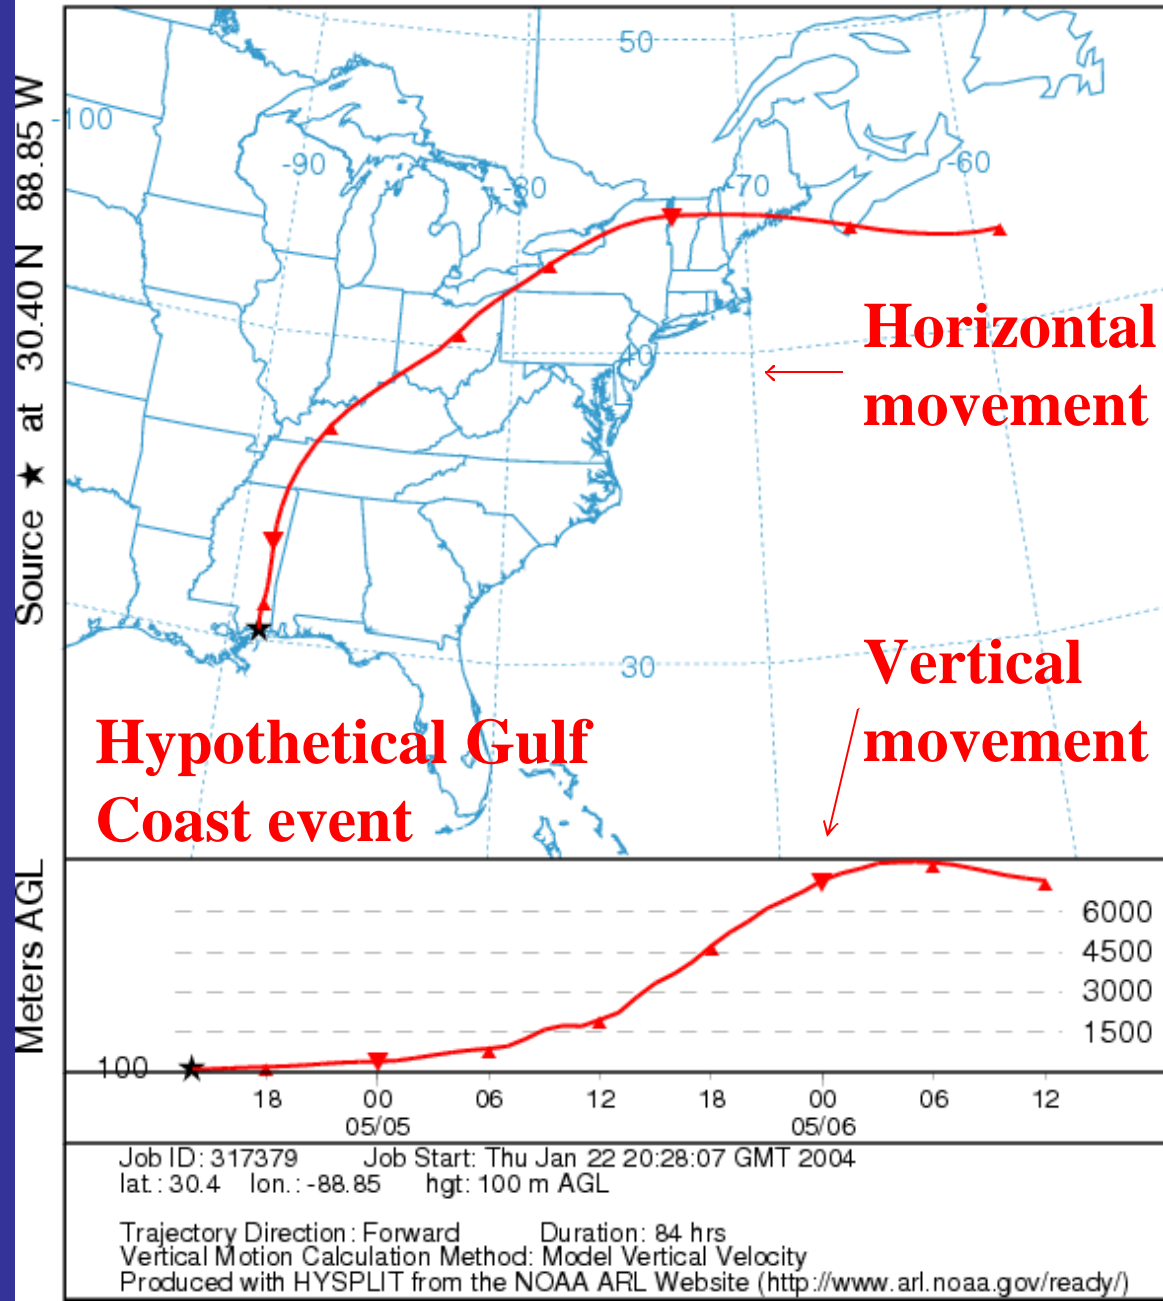 Source ★ at 30.40 N 88.85 W
50
-100
-90
-80
-70
-60
40
30
Horizontal
movement
Vertical
movement
Hypothetical Gulf
Coast event
Meters AGL
6000
4500
3000
1500
100
18 00 06 12 18 00 06 12
05/05 05/06
Job ID: 317379 Job Start: Thu Jan 22 20:28:07 GMT 2004
lat.: 30.4 lon.: -88.85 hgt: 100 m AGL
Trajectory Direction: Forward Duration: 84 hrs
Vertical Motion Calculation Method: Model Vertical Velocity
Produced with HYSPLIT from the NOAA ARL Website (http://www.arl.noaa.gov/ready/)